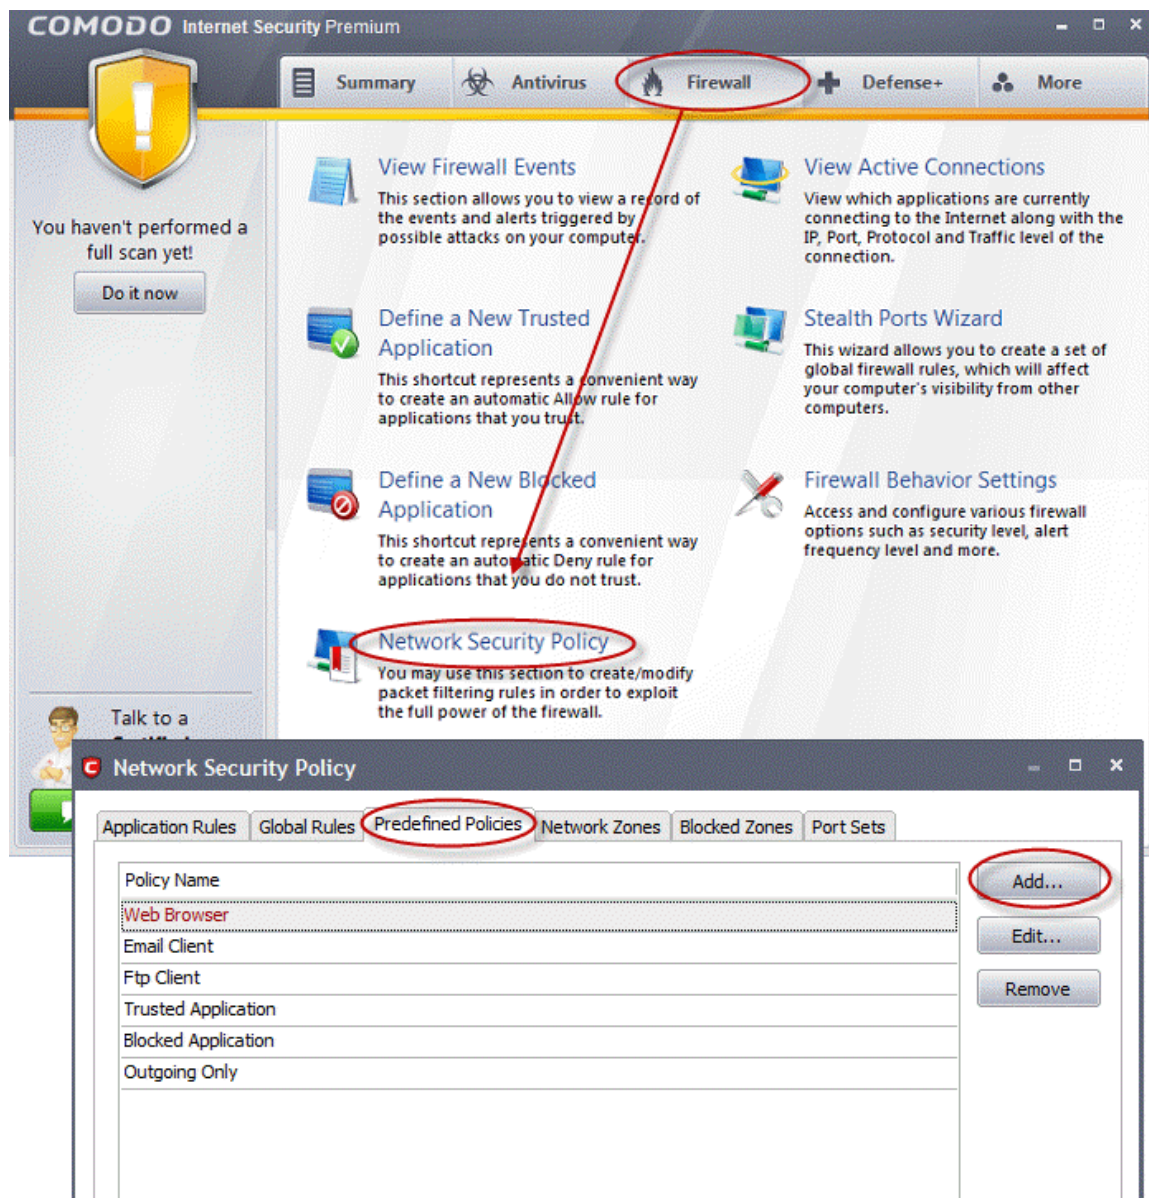 COMODO Internet Security Premium
Summary
Antivirus
Firewall
Defense+
More
You haven't performed a
full scan yet!
Do it now
View Firewall Events
This section allows you to view a record of
the events and alerts triggered by
possible attacks on your computer.
View Active Connections
View which applications are currently
connecting to the Internet along with the
IP, Port, Protocol and Traffic level of the
connection.
Define a New Trusted
Application
This shortcut represents a convenient way
to create an automatic Allow rule for
applications that you trust.
Stealth Ports Wizard
This wizard allows you to create a set of
global firewall rules, which will affect
your computer's visibility from other
computers.
Define a New Blocked
Application
This shortcut represents a convenient way
to create an automatic Deny rule for
applications that you do not trust.
Firewall Behavior Settings
Access and configure various firewall
options such as security level, alert
frequency level and more.
Network Security Policy
You may use this section to create/modify
packet filtering rules in order to exploit
the full power of the firewall.
Talk to a
Network Security Policy
Application Rules
Global Rules
Predefined Policies
Network Zones
Blocked Zones
Port Sets
Policy Name
Web Browser
Email Client
Ftp Client
Trusted Application
Blocked Application
Outgoing Only
Add...
Edit...
Remove